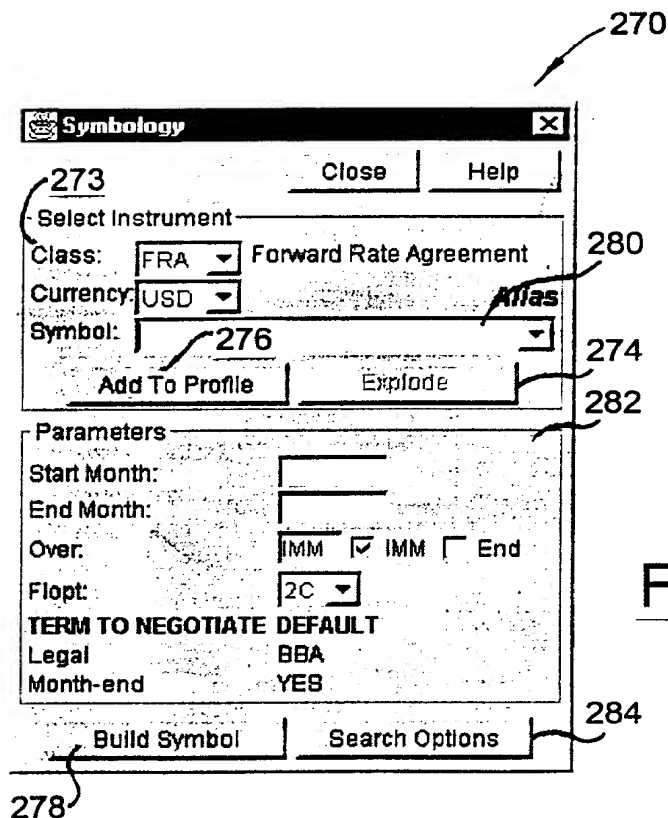 270
Symbology
Close Help
273
Select Instrument
Class: FRA Forward Rate Agreement
280
Currency: USD Alias
Symbol:
276
274
Add To Profile Explode
282
Parameters
Start Month:
End Month:
Over: IMM IMM End
Flopt: 2C
F
TERM TO NEGOTIATE DEFAULT
Legal BBA
Month-end YES
284
Build Symbol Search Options
278